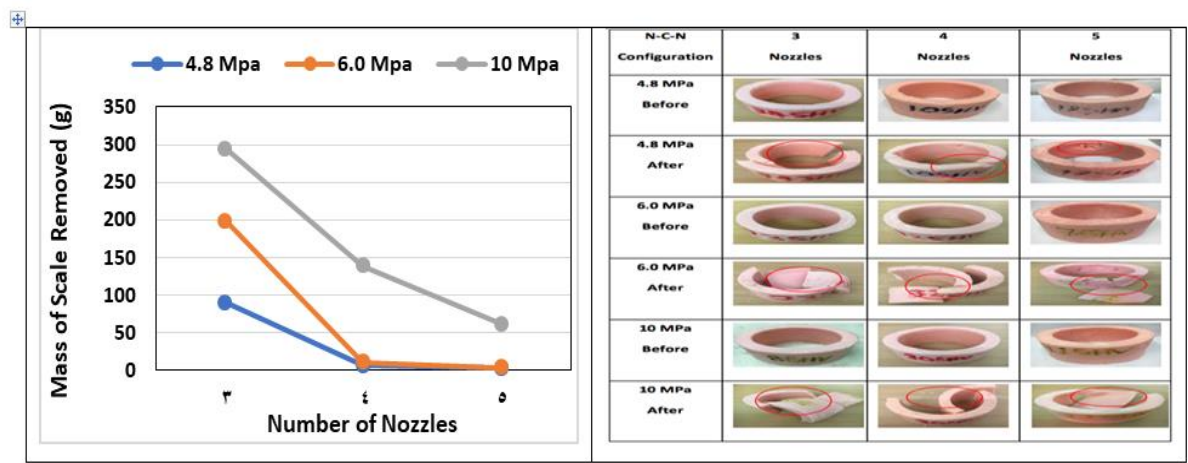 4.8 Mpa 6.0 Mpa 10 Mpa
Mass of Scale Removed (g)
350
300
250
200
150
100
50
0
٣ ٤ ٥
Number of Nozzles
N-C-N Configuration 3 Nozzles 4 Nozzles 5 Nozzles
4.8 MPa Before
4.8 MPa After
6.0 MPa Before
6.0 MPa After
10 MPa Before
10 MPa After